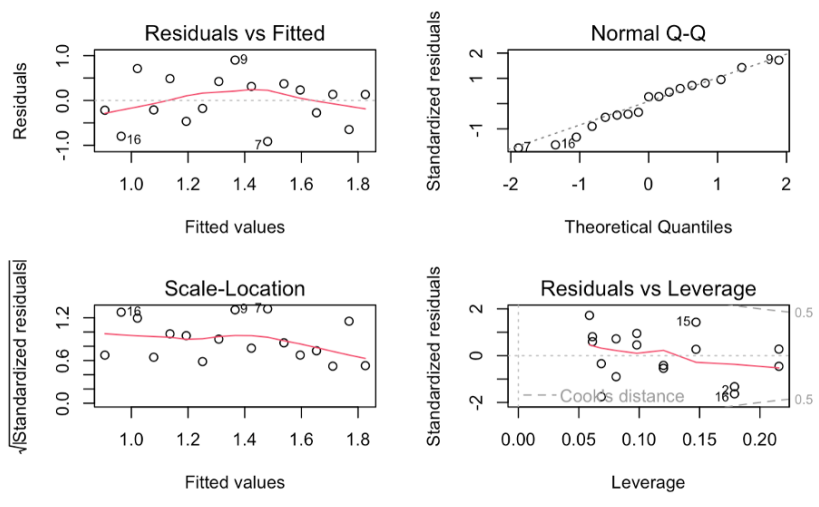 Residuals vs Fitted
Residuals
1.0
0.0
-1.0
9
16
7
1.0 1.2 1.4 1.6 1.8
Fitted values
Normal Q-Q
Standardized residuals
2
1
-1
9
7
16
-2 -1 0 1 2
Theoretical Quantiles
Scale-Location
√|Standardized residuals|
1.2
0.6
0.0
16
9
7
1.0 1.2 1.4 1.6 1.8
Fitted values
Residuals vs Leverage
Standardized residuals
2
0
-2
0.5
15
2
16
Cook's distance
0.5
0.00 0.05 0.10 0.15 0.20
Leverage